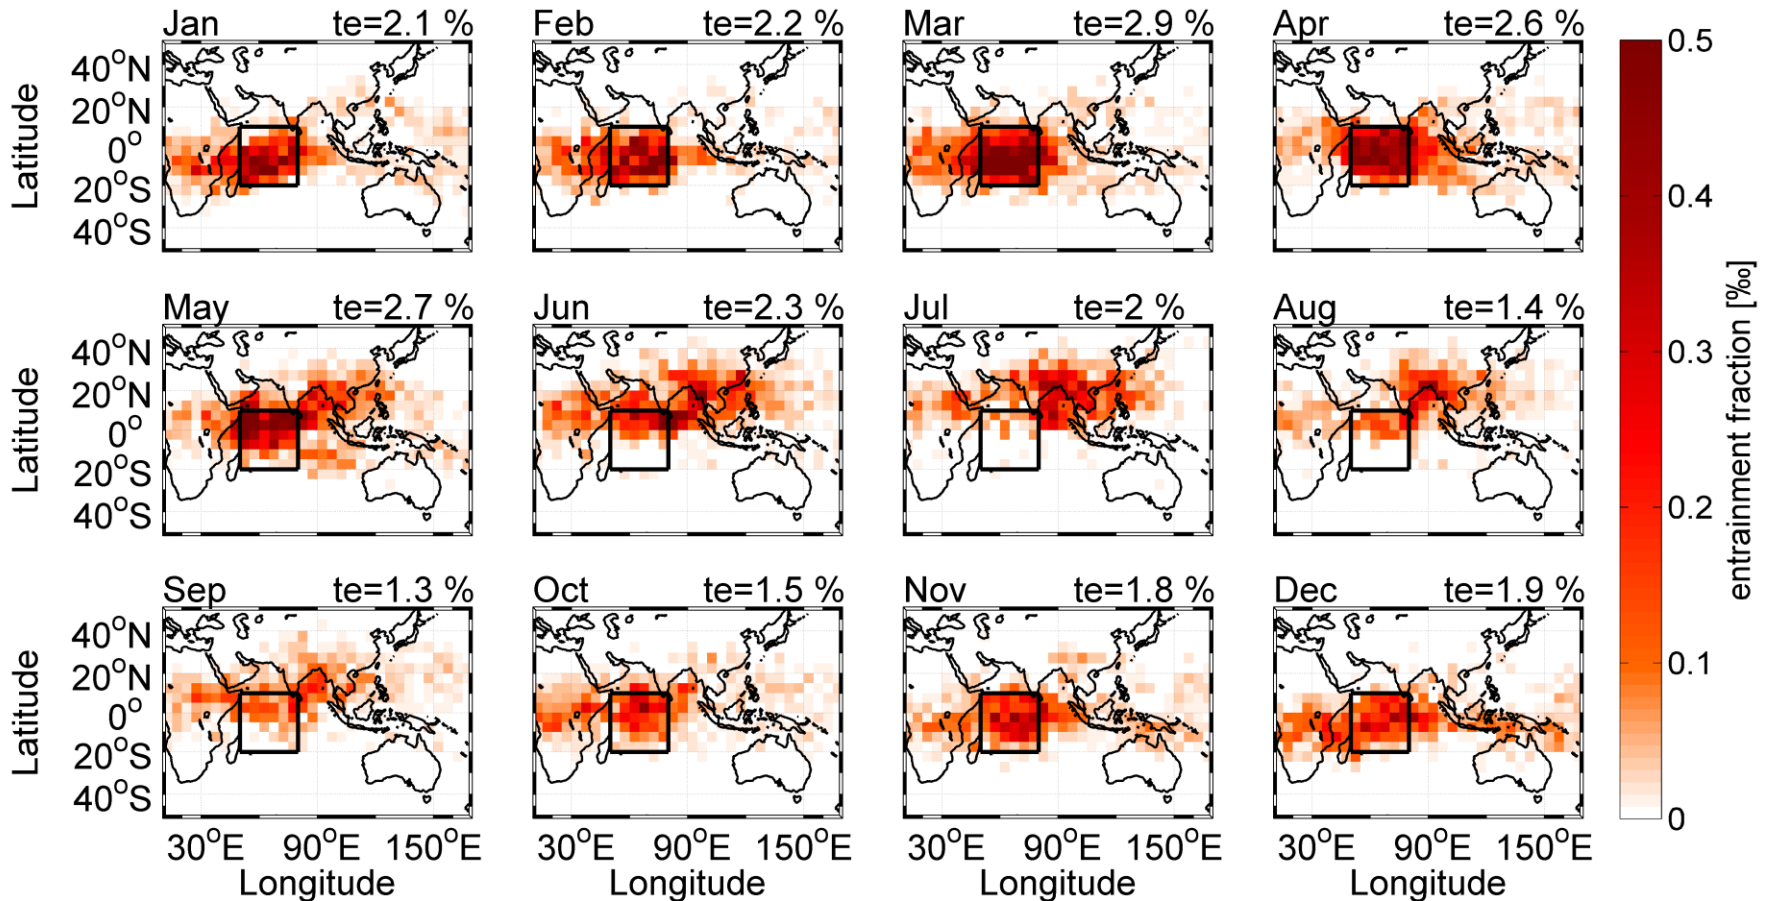 Jan te=2.1 % Feb te=2.2 % Mar te=2.9 % Apr te=2.6 %
Latitude
40°N
20°N
0°
20°S
40°S
May te=2.7 % Jun te=2.3 % Jul te=2 % Aug te=1.4 %
Latitude
40°N
20°N
0°
20°S
40°S
Sep te=1.3 % Oct te=1.5 % Nov te=1.8 % Dec te=1.9 %
Latitude
40°N
20°N
0°
20°S
40°S
30°E 90°E 150°E 30°E 90°E 150°E 30°E 90°E 150°E 30°E 90°E 150°E
Longitude Longitude Longitude Longitude
0.5
0.4
0.3
0.2
0.1
0
entrainment fraction [‰]